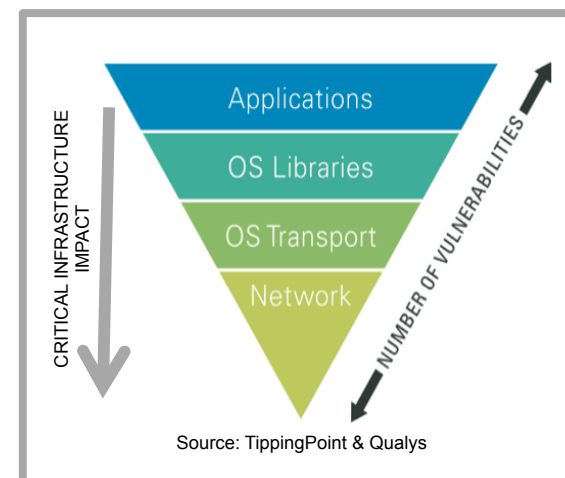 Applications
OS Libraries
OS Transport
Network
CRITICAL INFRASTRUCTURE
IMPACT
NUMBER OF VULNERABILITIES
Source: TippingPoint & Qualys